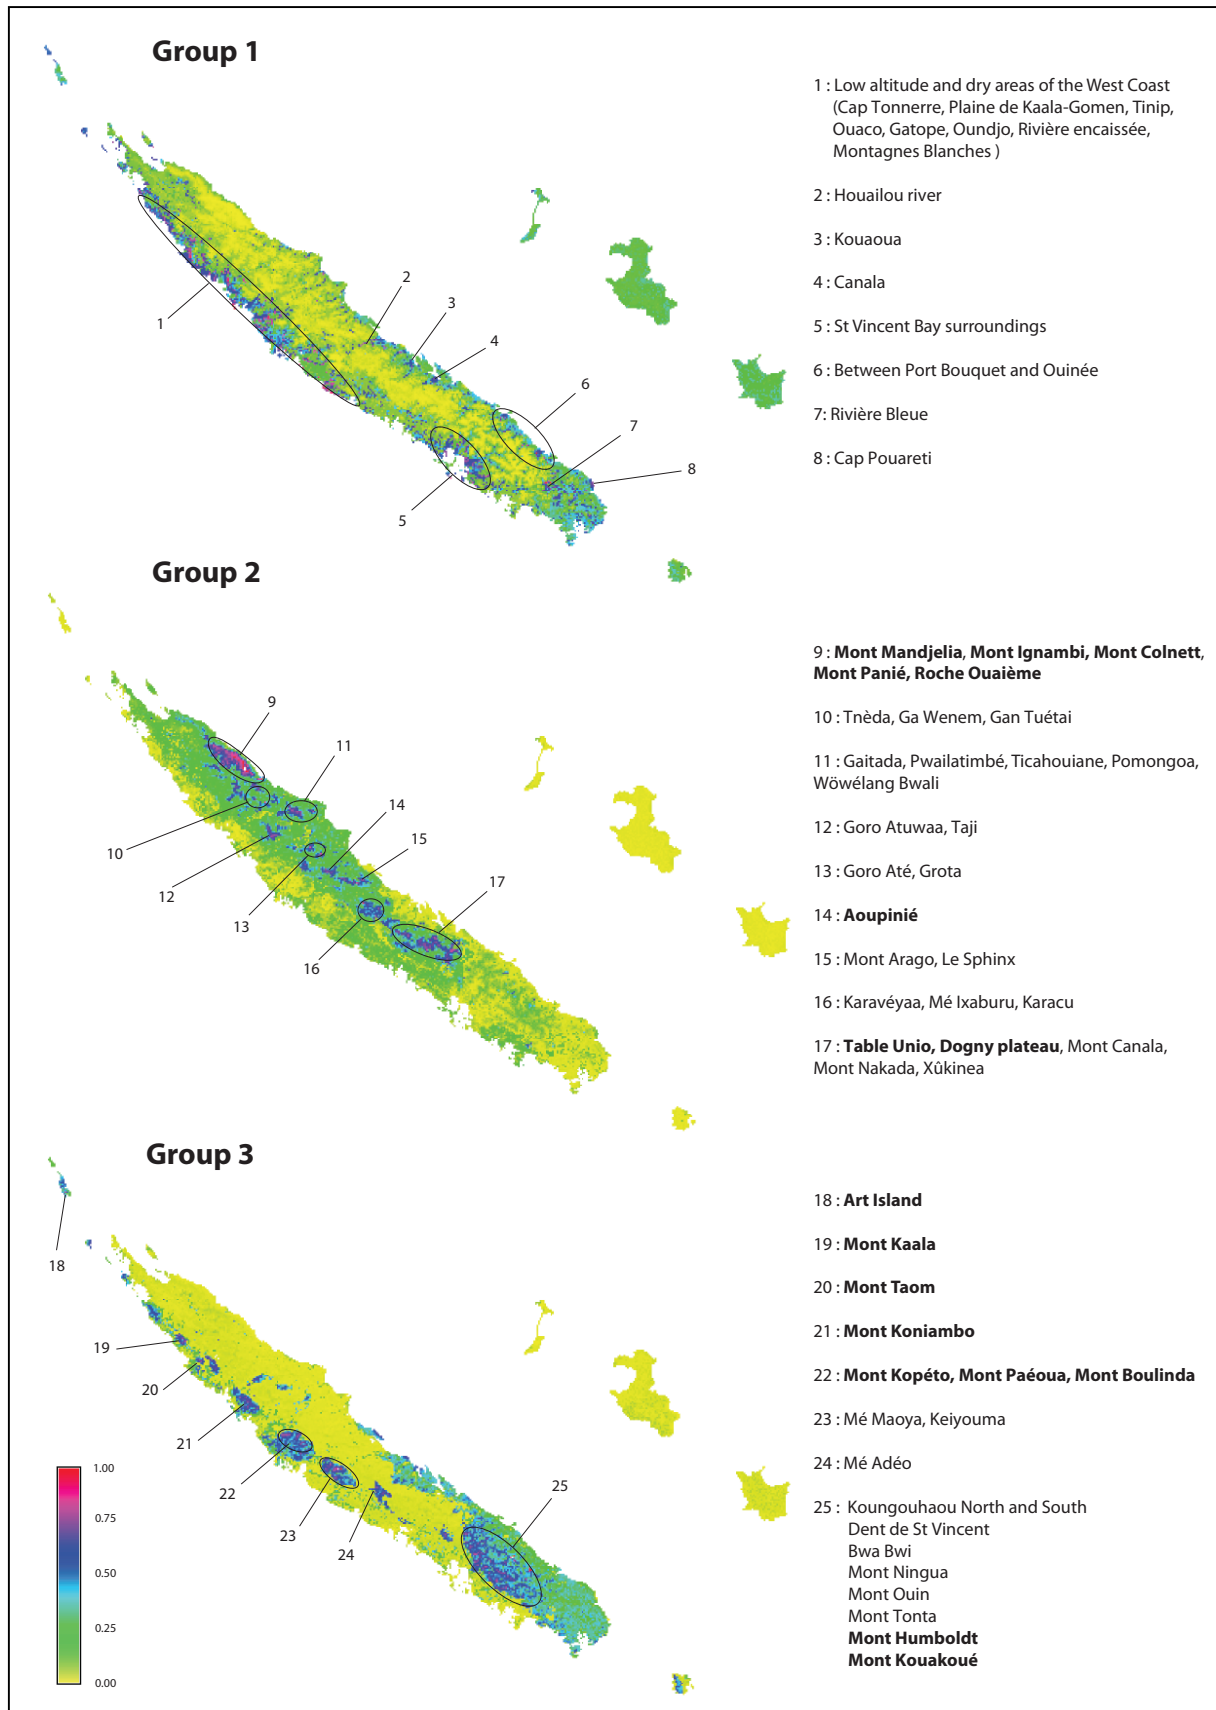 Group 1
1 : Low altitude and dry areas of the West Coast
(Cap Tonnerre, Plaine de Kaala-Gomen, Tinip,
Ouaco, Gatope, Oundjo, Rivière encaissée,
Montagnes Blanches )
2 : Houailou river
3 : Kouaoua
4 : Canala
5 : St Vincent Bay surroundings
6 : Between Port Bouquet and Ouinée
7: Rivière Bleue
8 : Cap Pouareti
1
2
3
4
5
6
7
8
Group 2
9 : Mont Mandjelia, Mont Ignambi, Mont Colnett,
Mont Panié, Roche Ouaième
10 : Tnèda, Ga Wenem, Gan Tuétai
11 : Gaitada, Pwailatimbé, Ticahouiane, Pomongoa,
Wöwélang Bwali
12 : Goro Atuwaa, Taji
13 : Goro Até, Grota
14 : Aoupinié
15 : Mont Arago, Le Sphinx
16 : Karavéyaa, Mé Ixaburu, Karacu
17 : Table Unio, Dogny plateau, Mont Canala,
Mont Nakada, Xûkinea
9
10
11
12
13
14
15
16
17
Group 3
18 : Art Island
19 : Mont Kaala
20 : Mont Taom
21 : Mont Koniambo
22 : Mont Kopéto, Mont Paéoua, Mont Boulinda
23 : Mé Maoya, Keiyouma
24 : Mé Adéo
25 : Koungouhaou North and South
Dent de St Vincent
Bwa Bwi
Mont Ningua
Mont Ouin
Mont Tonta
Mont Humboldt
Mont Kouakoué
18
19
20
21
22
23
24
25
1.00
0.75
0.50
0.25
0.00